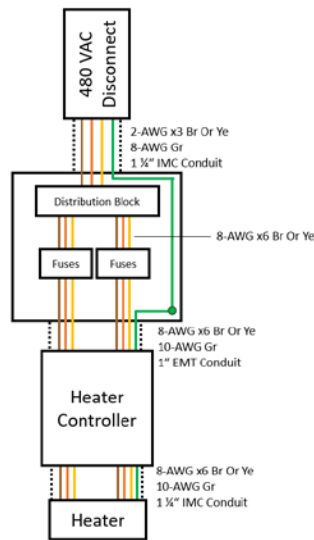 480 VAC
Disconnect
2-AWG x3 Br Or Ye
8-AWG Gr
1 ¼” IMC Conduit
Distribution Block
8-AWG x6 Br Or Ye
Fuses
Fuses
8-AWG x6 Br Or Ye
10-AWG Gr
1” EMT Conduit
Heater
Controller
8-AWG x6 Br Or Ye
10-AWG Gr
1 ¼” IMC Conduit
Heater